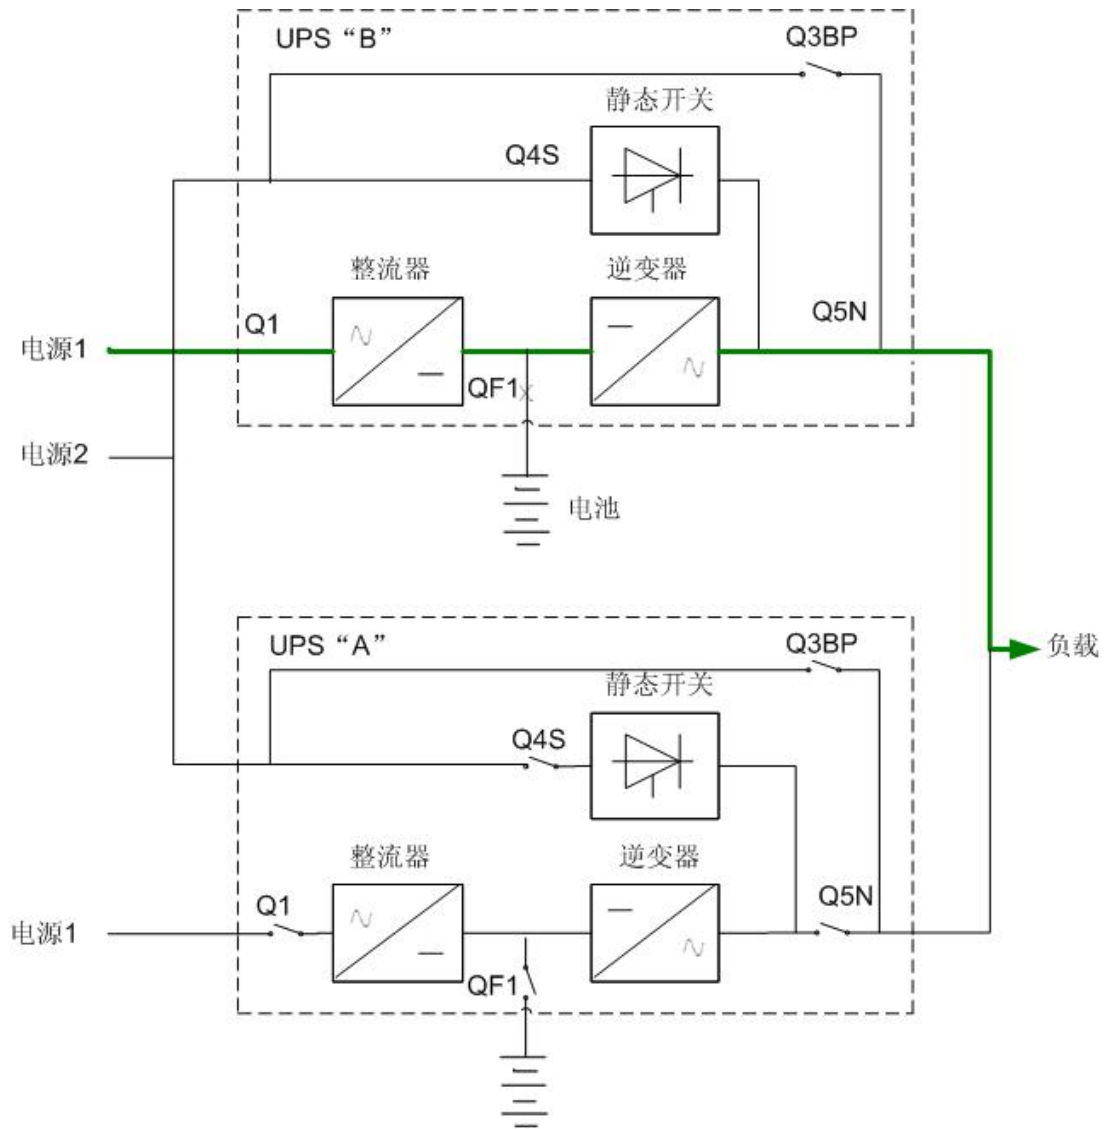 UPS“B”
Q3BP
静态开关
Q4S
整流器
逆变器
Q1
Q5N
电源1
QF1
电源2
电池
UPS“A”
Q3BP
负载
静态开关
Q4S
整流器
逆变器
Q1
Q5N
电源1
QF1